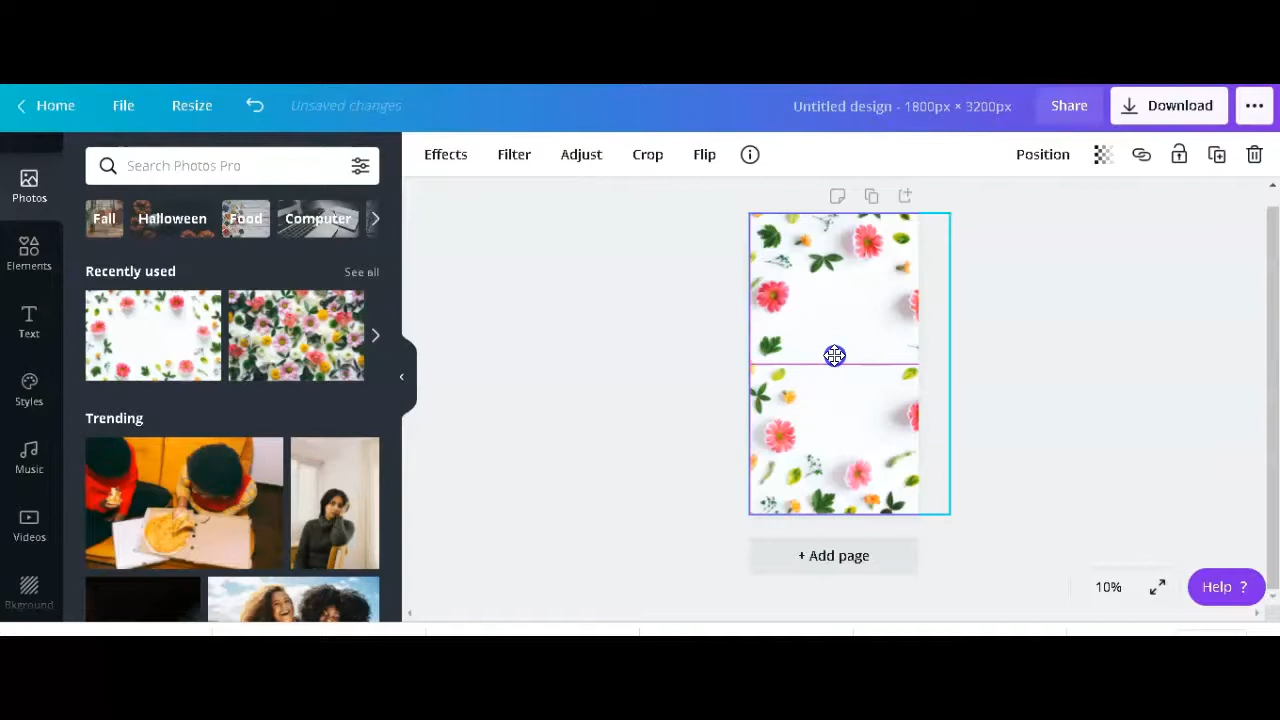 Home File Resize Unsaved changes Untitled design - 1800px × 3200px Share Download
Search Photos Pro
Effects Filter Adjust Crop Flip Position
Photos
Fall Halloween Food Computer
Elements
Recently used See all
Text
Styles
Trending
Music
Videos
+ Add page
10% Help ?
Bkground